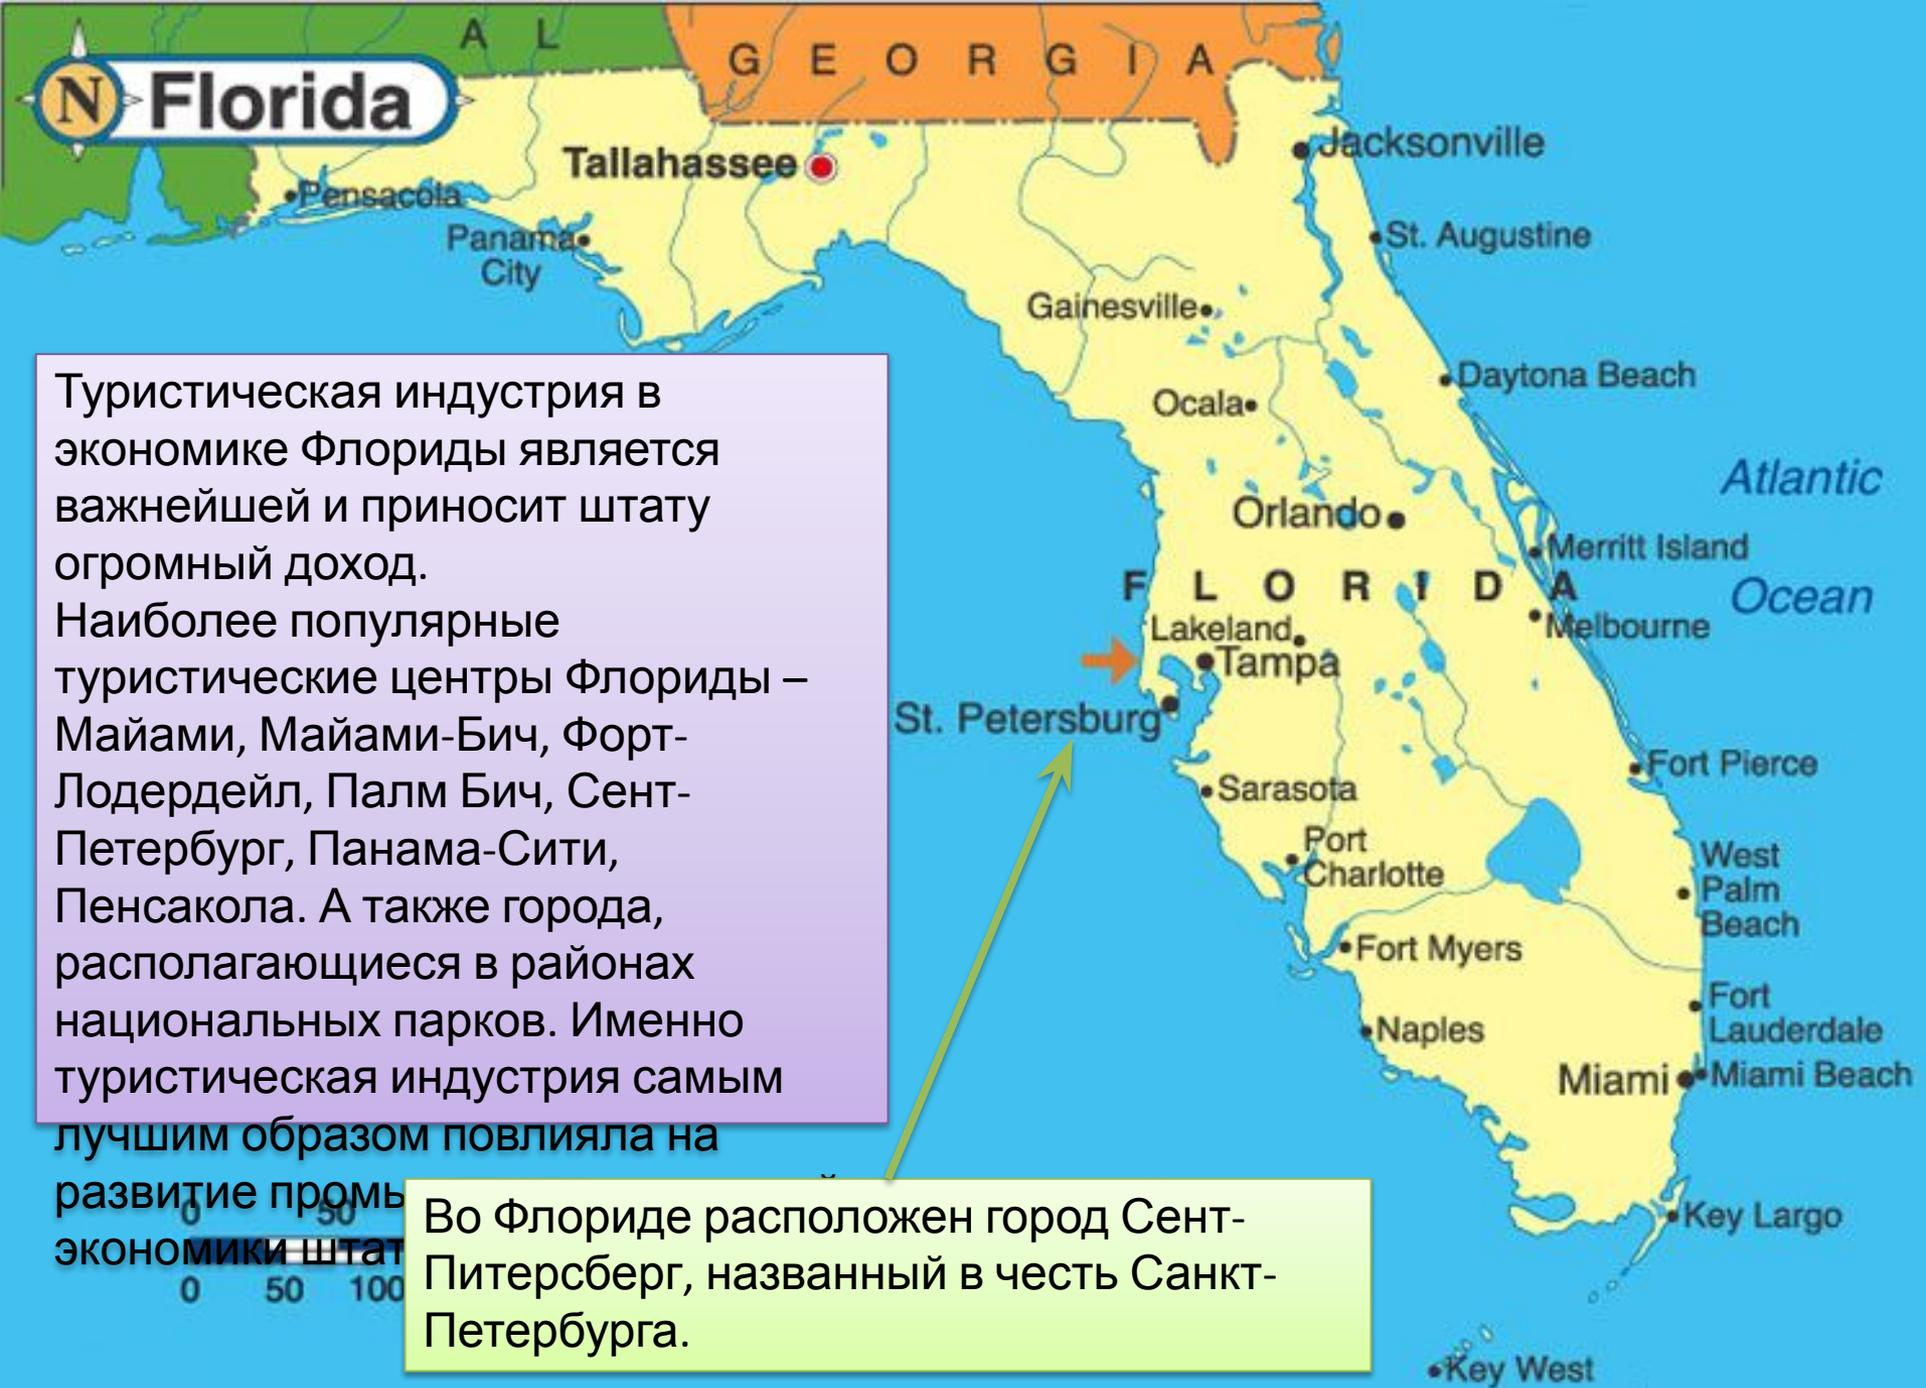 A L
G E O R G I A
N Florida
Jacksonville
Tallahassee
Pensacola
St. Augustine
Panama
City
Gainesville
Daytona Beach
Ocala
Туристическая индустрия в
экономике Флориды является
важнейшей и приносит штату
огромный доход.
Наиболее популярные
туристические центры Флориды –
Майами, Майами-Бич, Форт-
Лодердейл, Палм Бич, Сент-
Петербург, Панама-Сити,
Пенсакола. А также города,
располагающиеся в районах
национальных парков. Именно
туристическая индустрия самым
лучшим образом повлияла на
развитие
экономики
Atlantic
Ocean
Orlando
Merritt Island
F L O R I D A
Melbourne
Lakeland
Tampa
St. Petersburg
Fort Pierce
Sarasota
Port
Charlotte
West
Palm
Beach
Fort Myers
Fort
Lauderdale
Naples
Miami
Miami Beach
Key Largo
Key West
0 50
0 50 100
Во Флориде расположен город Сент-
Питерсберг, названный в честь Санкт-
Петербурга.